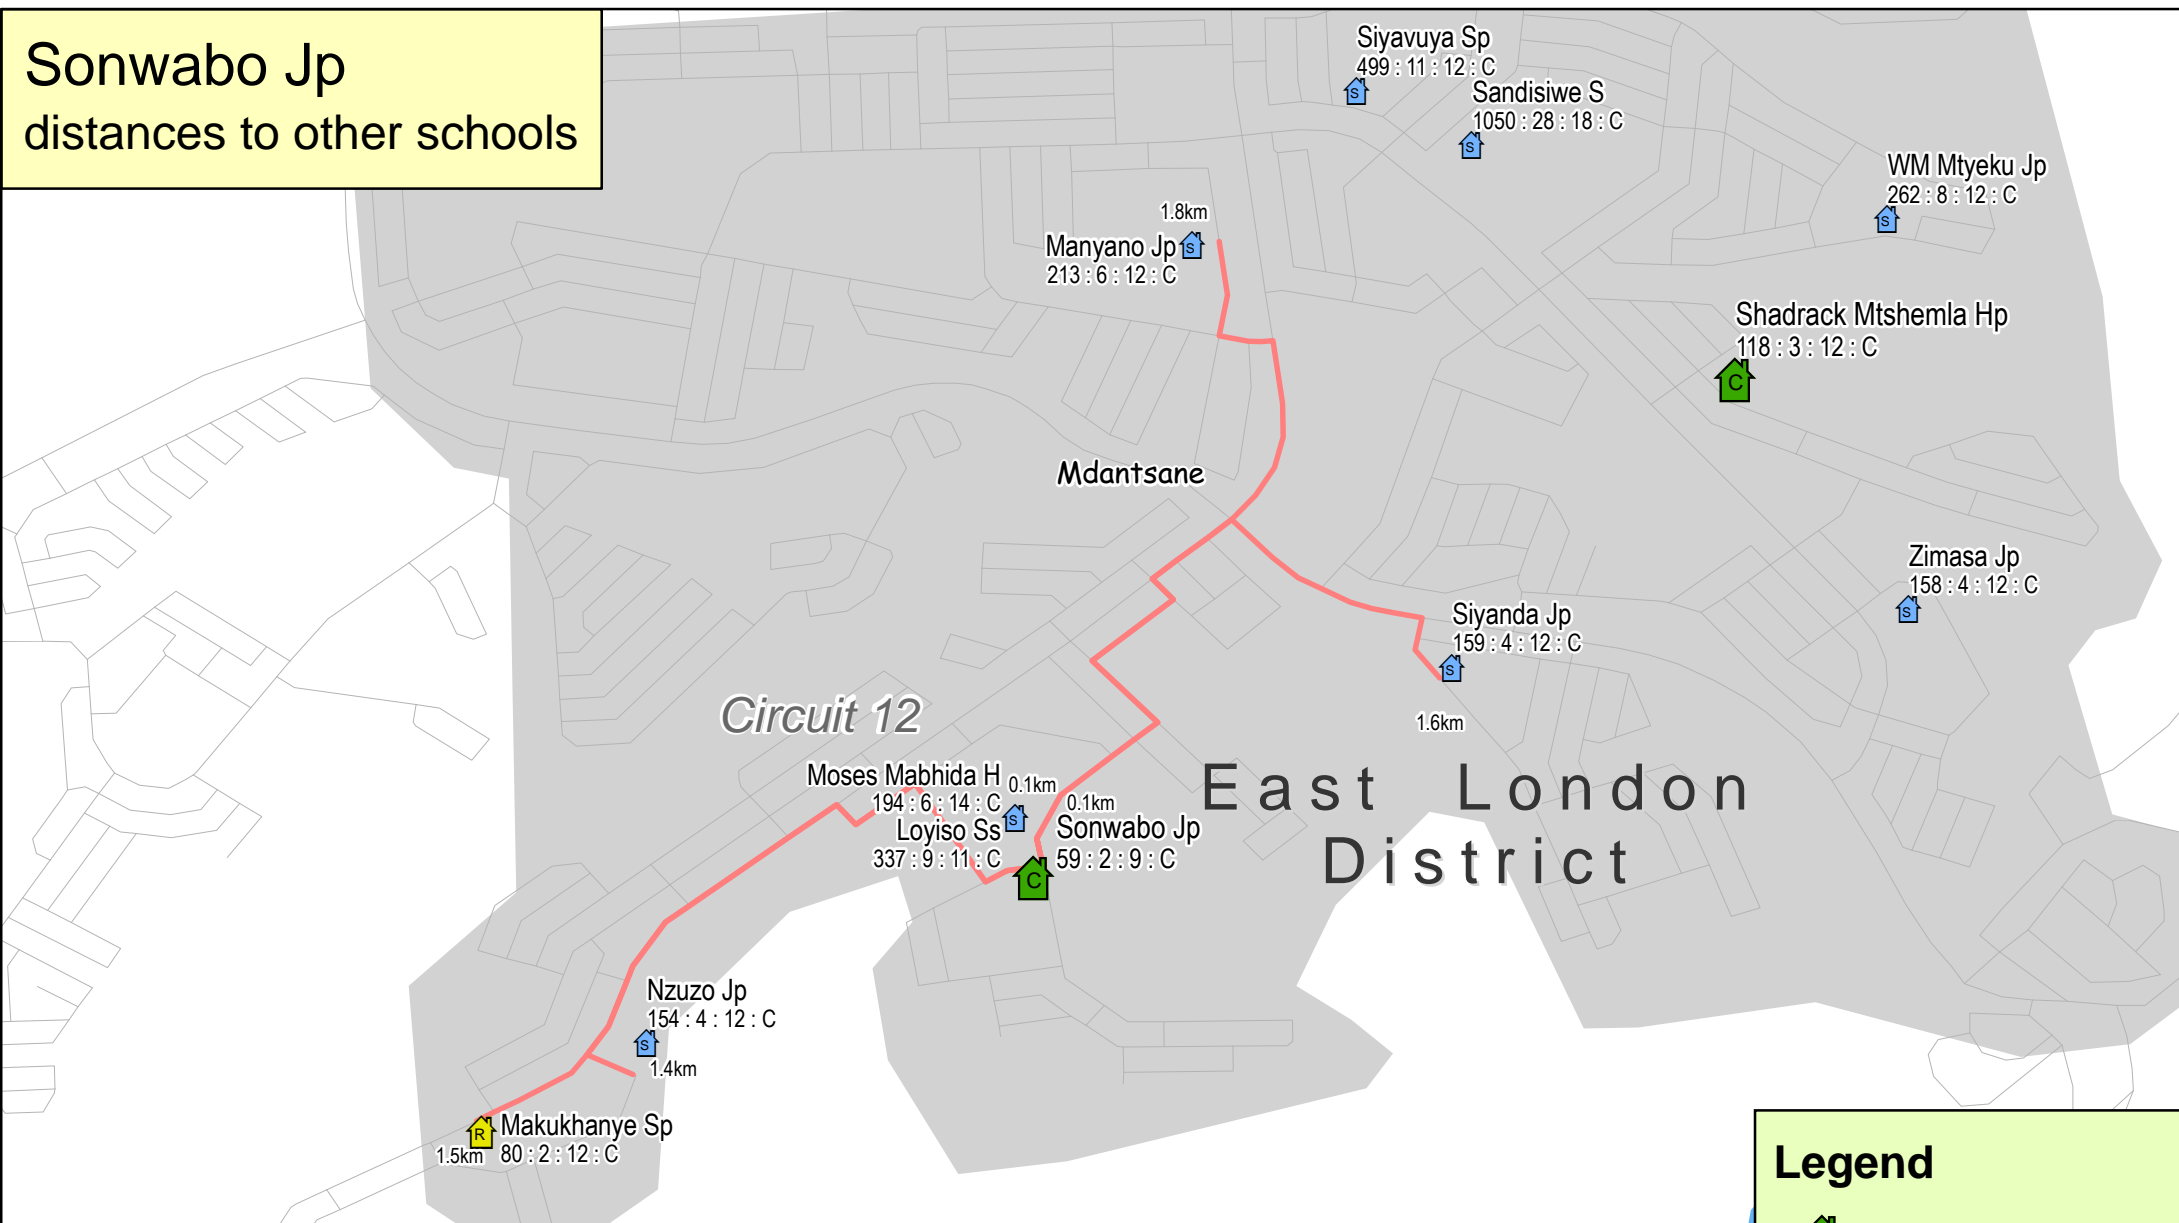 Sonwabo Jp
distances to other schools
Siyavuya Sp
499 : 11 : 12 : C
S
Sandisiwe S
1050 : 28 : 18 : C
S
WM Mtyeku Jp
262 : 8 : 12 : C
S
1.8km
Manyano Jp
S
213 : 6 : 12 : C
Shadrack Mtshemla Hp
118 : 3 : 12 : C
C
Mdantsane
Zimasa Jp
158 : 4 : 12 : C
S
Siyanda Jp
159 : 4 : 12 : C
S
1.6km
Circuit 12
East London
District
Moses Mabhida H
194 : 6 : 14 : C
0.1km
S
Loyiso Ss
337 : 9 : 11 : C
0.1km
Sonwabo Jp
59 : 2 : 9 : C
C
Nzuzo Jp
154 : 4 : 12 : C
S
1.4km
R
Makukhanye Sp
1.5km
80 : 2 : 12 : C
Legend